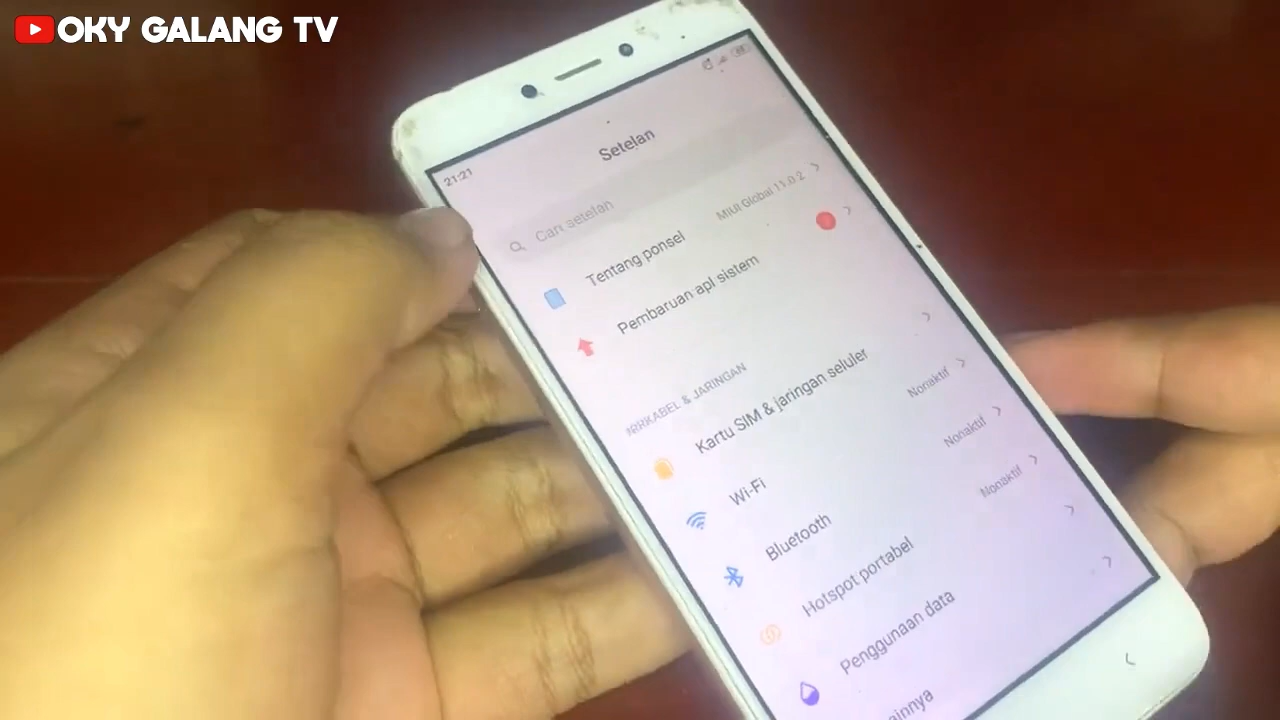 OKY GALANG TV
21:21
Setelan
Cari setelan
Tentang ponsel MIUI Global 11.0.2
Pembaruan apl sistem
NIRKABEL & JARINGAN
Kartu SIM & jaringan seluler
Wi-Fi Nonaktif
Bluetooth Nonaktif
Hotspot portabel Nonaktif
Penggunaan data